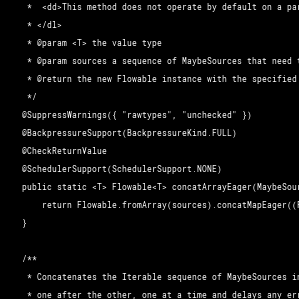 *  <dd>This method does not operate by default on a
* </dl>
* @param <T> the value type
* @param sources a sequence of MaybeSources that need
* @return the new Flowable instance with the specified
*/
@SuppressWarnings({ "rawtypes", "unchecked" })
@BackpressureSupport(BackpressureKind.FULL)
@CheckReturnValue
@SchedulerSupport(SchedulerSupport.NONE)
public static <T> Flowable<T> concatArrayEager(MaybeSour
return Flowable.fromArray(sources).concatMapEager((F
}
/**
* Concatenates the Iterable sequence of MaybeSources
* one after the other, one at a time and delays any